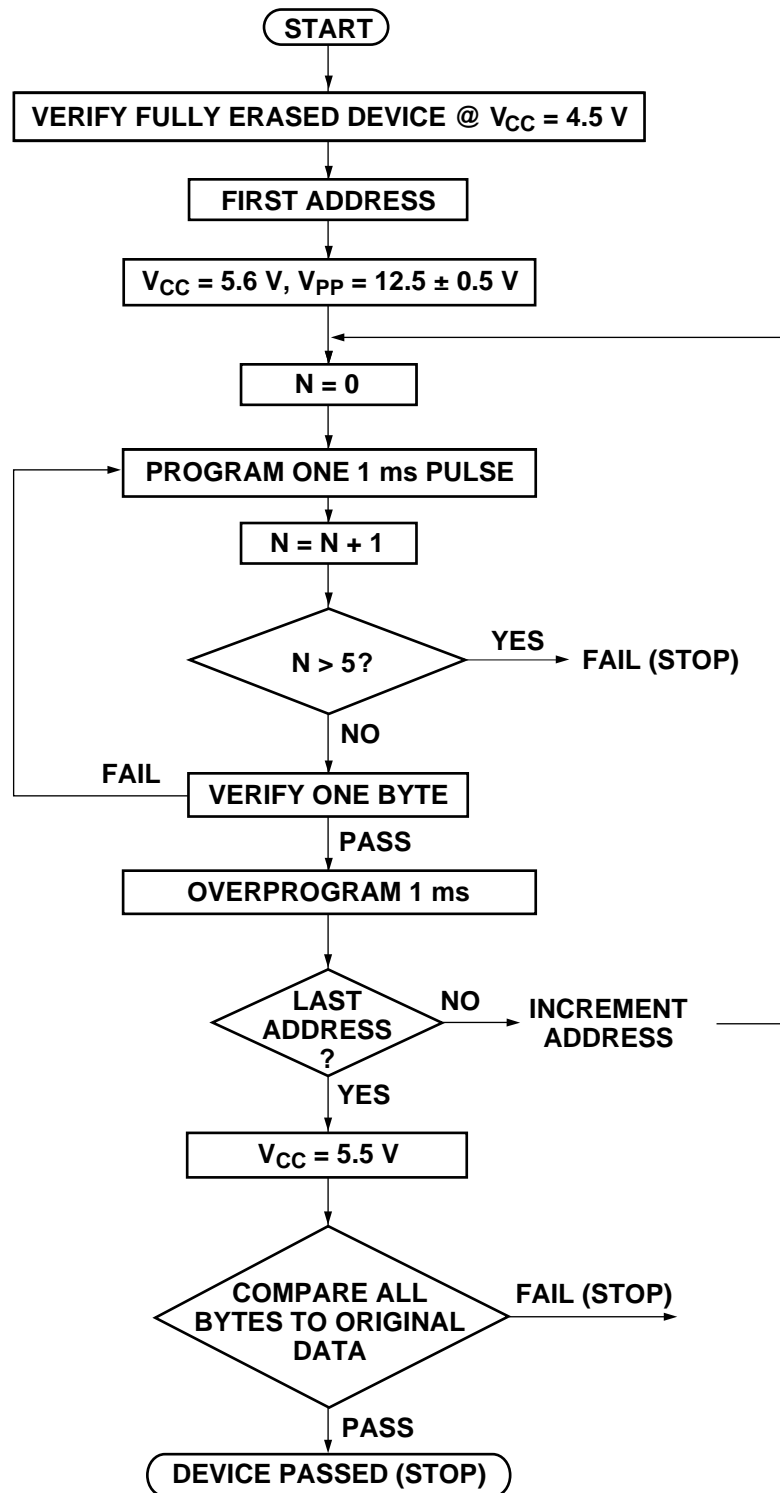 START
VERIFY FULLY ERASED DEVICE @ VCC = 4.5 V
FIRST ADDRESS
VCC = 5.6 V, VPP = 12.5 ± 0.5 V
N = 0
PROGRAM ONE 1 ms PULSE
N = N + 1
N > 5?
YES
FAIL (STOP)
NO
FAIL
VERIFY ONE BYTE
PASS
OVERPROGRAM 1 ms
LAST
ADDRESS
?
NO
INCREMENT
ADDRESS
YES
VCC = 5.5 V
COMPARE ALL
BYTES TO ORIGINAL
DATA
FAIL (STOP)
PASS
DEVICE PASSED (STOP)